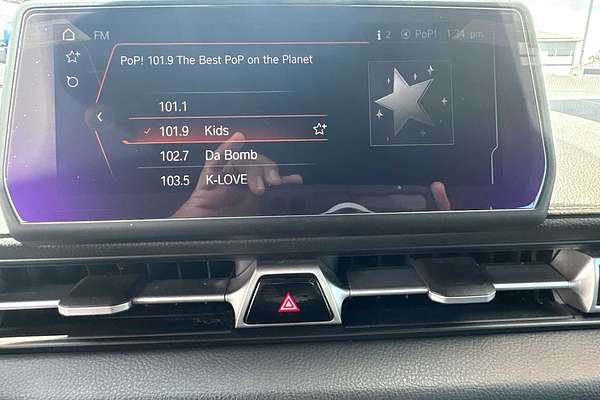 FM
2 PoP! 1:34 pm
PoP! 101.9 The Best PoP on the Planet
101.1
101.9 Kids
102.7 Da Bomb
103.5 K-LOVE